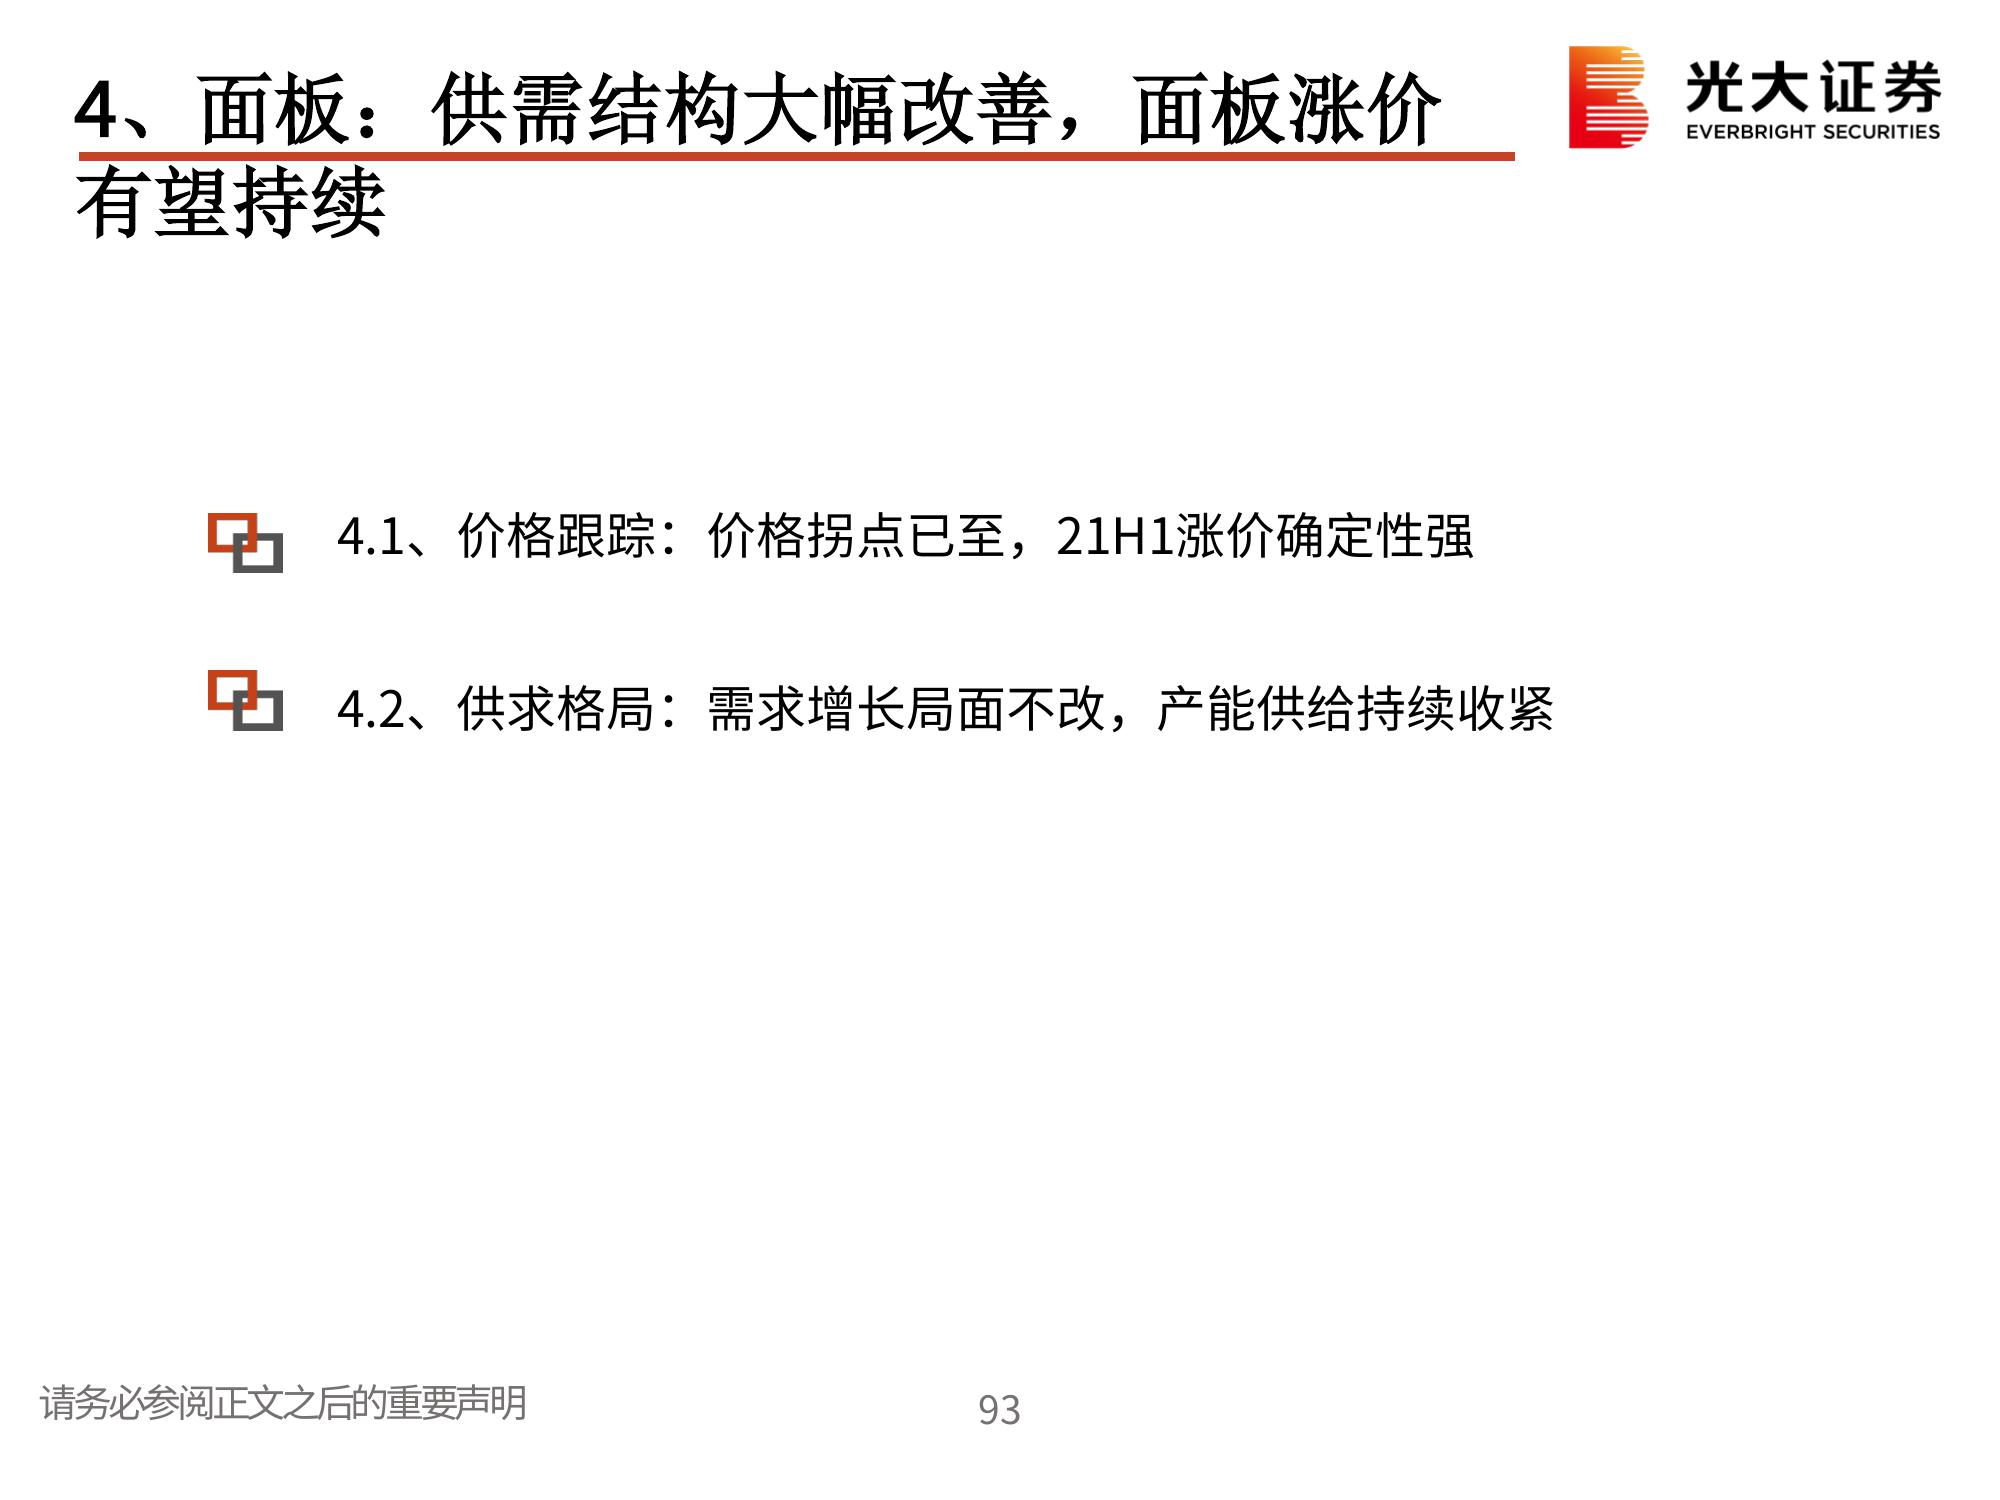 4、面板：供需结构大幅改善，面板涨价
有望持续
光大证券
EVERBRIGHT SECURITIES
4.1、价格跟踪：价格拐点已至，21H1涨价确定性强
4.2、供求格局：需求增长局面不改，产能供给持续收紧
请务必参阅正文之后的重要声明
93